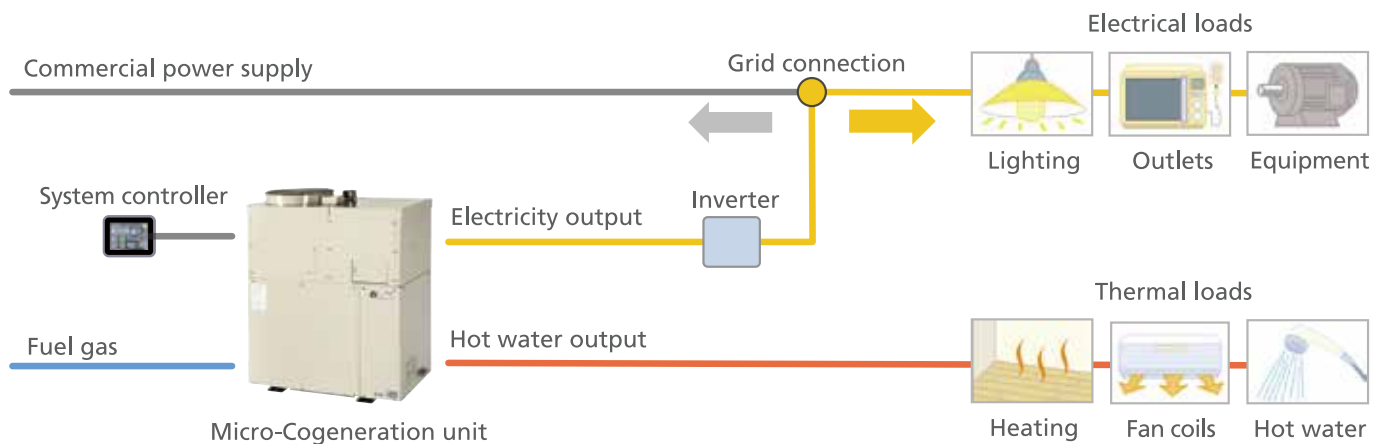 Electrical loads
Commercial power supply
Grid connection
Lighting
Outlets
Equipment
System controller
Electricity output
Inverter
Thermal loads
Fuel gas
Hot water output
Heating
Fan coils
Hot water
Micro-Cogeneration unit